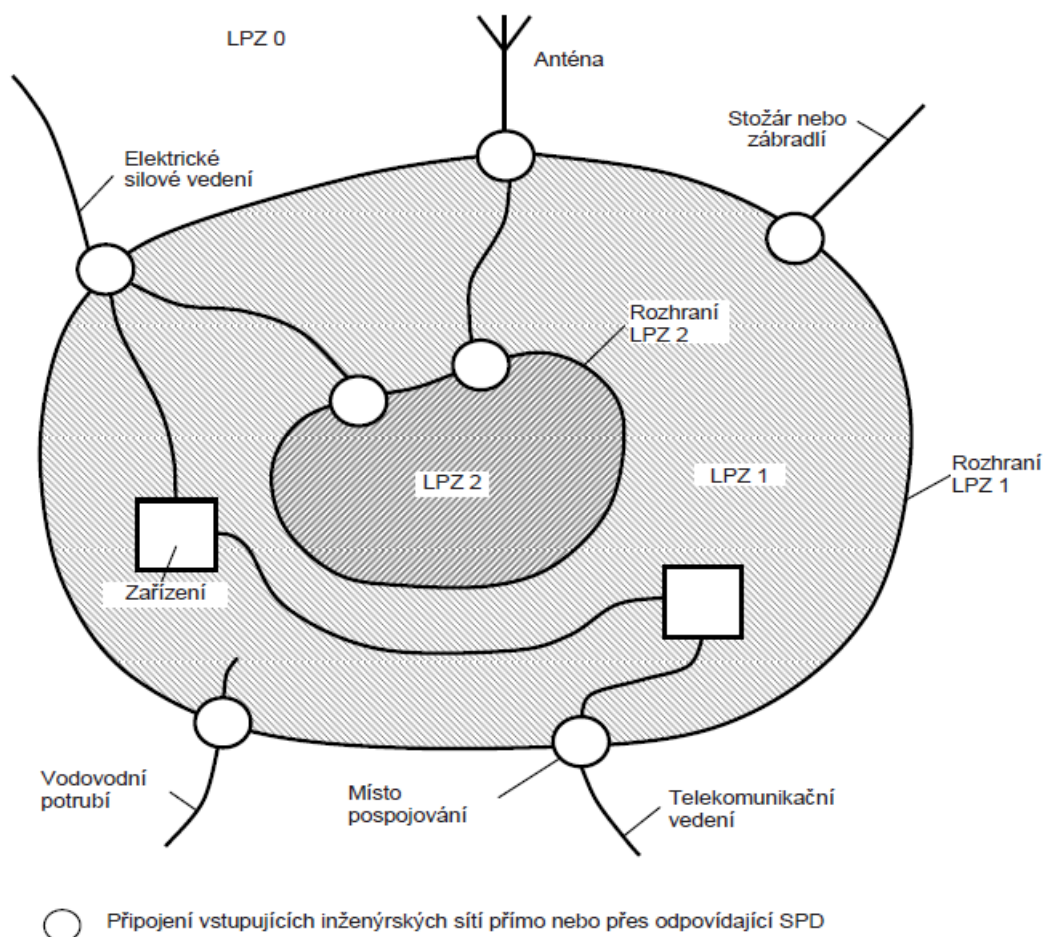 LPZ 0
Anténa
Stožár nebo
zábradlí
Elektrické
silové vedení
Rozhraní
LPZ 2
LPZ 2
LPZ 1
Rozhraní
LPZ 1
Zařízení
Vodovodní
potrubí
Místo
pospojování
Telekomunikační
vedení
Připojení vstupujících inženýrských sítí přímo nebo přes odpovídající SPD